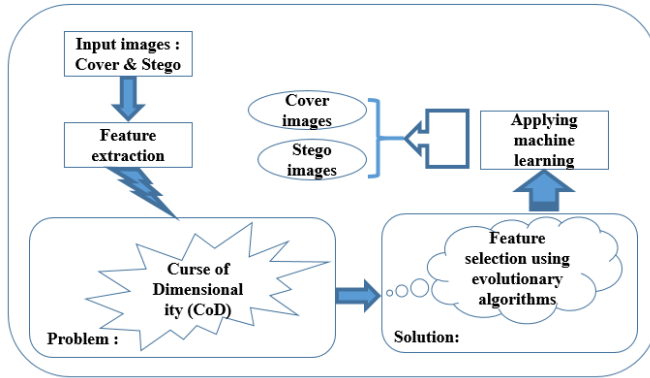 Input images :
Cover & Stego
Feature
extraction
Problem :
Curse of
Dimensional
ity (CoD)
Solution:
Feature
selection using
evolutionary
algorithms
Applying
machine
learning
Cover
images
Stego
images